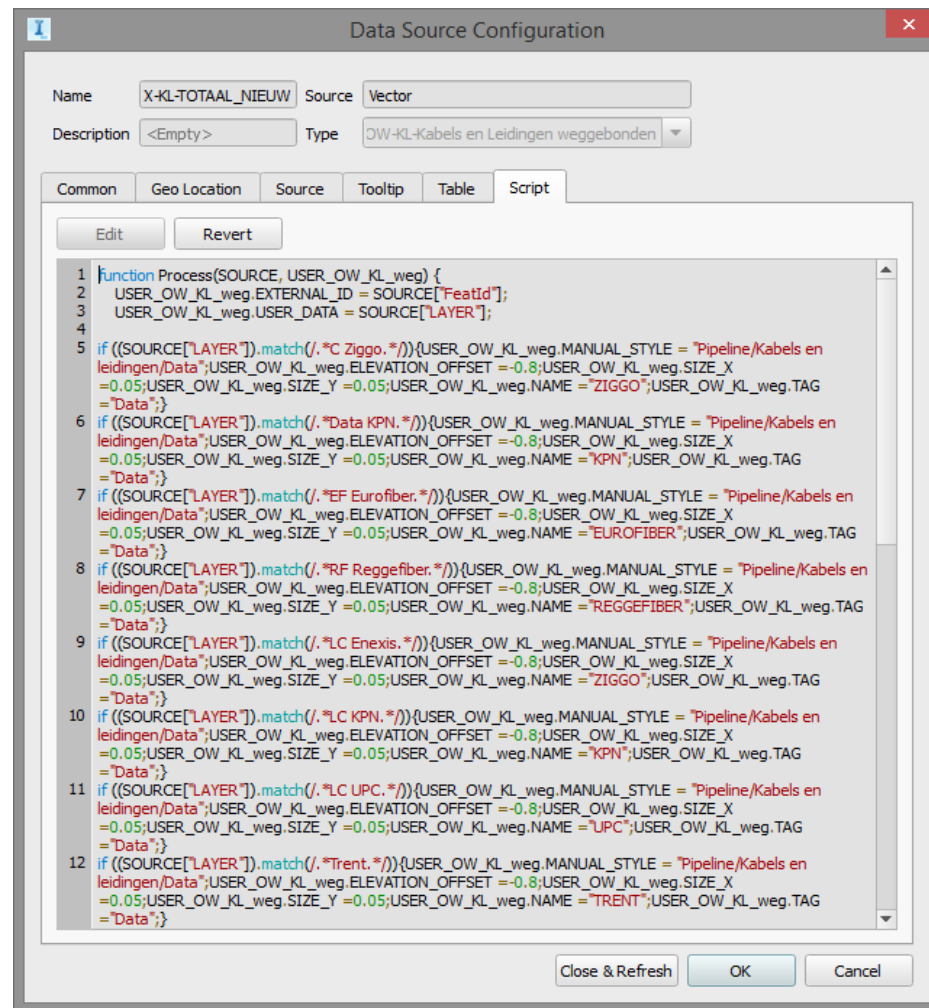 Data Source Configuration
Name X-KL-TOTAAL_NIEUW Source Vector
Description <Empty> Type OW-KL-Kabels en Leidingen weggebonden
Common Geo Location Source Tooltip Table Script
Edit Revert
1 function Process(SOURCE, USER_OW_KL_weg) {
2 USER_OW_KL_weg.EXTERNAL_ID = SOURCE["FeatId"];
3 USER_OW_KL_weg.USER_DATA = SOURCE["LAYER"];
4
5 if ((SOURCE["LAYER"]).match(/.*C Ziggo.*/)){USER_OW_KL_weg.MANUAL_STYLE = "Pipeline/Kabels en
leidingen/Data";USER_OW_KL_weg.ELEVATION_OFFSET =-0.8;USER_OW_KL_weg.SIZE_X
=0.05;USER_OW_KL_weg.SIZE_Y =0.05;USER_OW_KL_weg.NAME ="ZIGGO";USER_OW_KL_weg.TAG
="Data";}
6 if ((SOURCE["LAYER"]).match(/.*Data KPN.*/)){USER_OW_KL_weg.MANUAL_STYLE = "Pipeline/Kabels en
leidingen/Data";USER_OW_KL_weg.ELEVATION_OFFSET =-0.8;USER_OW_KL_weg.SIZE_X
=0.05;USER_OW_KL_weg.SIZE_Y =0.05;USER_OW_KL_weg.NAME ="KPN";USER_OW_KL_weg.TAG
="Data";}
7 if ((SOURCE["LAYER"]).match(/.*EF Eurofiber.*/)){USER_OW_KL_weg.MANUAL_STYLE = "Pipeline/Kabels en
leidingen/Data";USER_OW_KL_weg.ELEVATION_OFFSET =-0.8;USER_OW_KL_weg.SIZE_X
=0.05;USER_OW_KL_weg.SIZE_Y =0.05;USER_OW_KL_weg.NAME ="EUROFIBER";USER_OW_KL_weg.TAG
="Data";}
8 if ((SOURCE["LAYER"]).match(/.*RF Reggefiber.*/)){USER_OW_KL_weg.MANUAL_STYLE = "Pipeline/Kabels en
leidingen/Data";USER_OW_KL_weg.ELEVATION_OFFSET =-0.8;USER_OW_KL_weg.SIZE_X
=0.05;USER_OW_KL_weg.SIZE_Y =0.05;USER_OW_KL_weg.NAME ="REGGEFIBER";USER_OW_KL_weg.TAG
="Data";}
9 if ((SOURCE["LAYER"]).match(/.*LC Enexis.*/)){USER_OW_KL_weg.MANUAL_STYLE = "Pipeline/Kabels en
leidingen/Data";USER_OW_KL_weg.ELEVATION_OFFSET =-0.8;USER_OW_KL_weg.SIZE_X
=0.05;USER_OW_KL_weg.SIZE_Y =0.05;USER_OW_KL_weg.NAME ="ZIGGO";USER_OW_KL_weg.TAG
="Data";}
10 if ((SOURCE["LAYER"]).match(/.*LC KPN.*/)){USER_OW_KL_weg.MANUAL_STYLE = "Pipeline/Kabels en
leidingen/Data";USER_OW_KL_weg.ELEVATION_OFFSET =-0.8;USER_OW_KL_weg.SIZE_X
=0.05;USER_OW_KL_weg.SIZE_Y =0.05;USER_OW_KL_weg.NAME ="KPN";USER_OW_KL_weg.TAG
="Data";}
11 if ((SOURCE["LAYER"]).match(/.*LC UPC.*/)){USER_OW_KL_weg.MANUAL_STYLE = "Pipeline/Kabels en
leidingen/Data";USER_OW_KL_weg.ELEVATION_OFFSET =-0.8;USER_OW_KL_weg.SIZE_X
=0.05;USER_OW_KL_weg.SIZE_Y =0.05;USER_OW_KL_weg.NAME ="UPC";USER_OW_KL_weg.TAG
="Data";}
12 if ((SOURCE["LAYER"]).match(/.*Trent.*/)){USER_OW_KL_weg.MANUAL_STYLE = "Pipeline/Kabels en
leidingen/Data";USER_OW_KL_weg.ELEVATION_OFFSET =-0.8;USER_OW_KL_weg.SIZE_X
=0.05;USER_OW_KL_weg.SIZE_Y =0.05;USER_OW_KL_weg.NAME ="TRENT";USER_OW_KL_weg.TAG
="Data";}
Close & Refresh OK Cancel